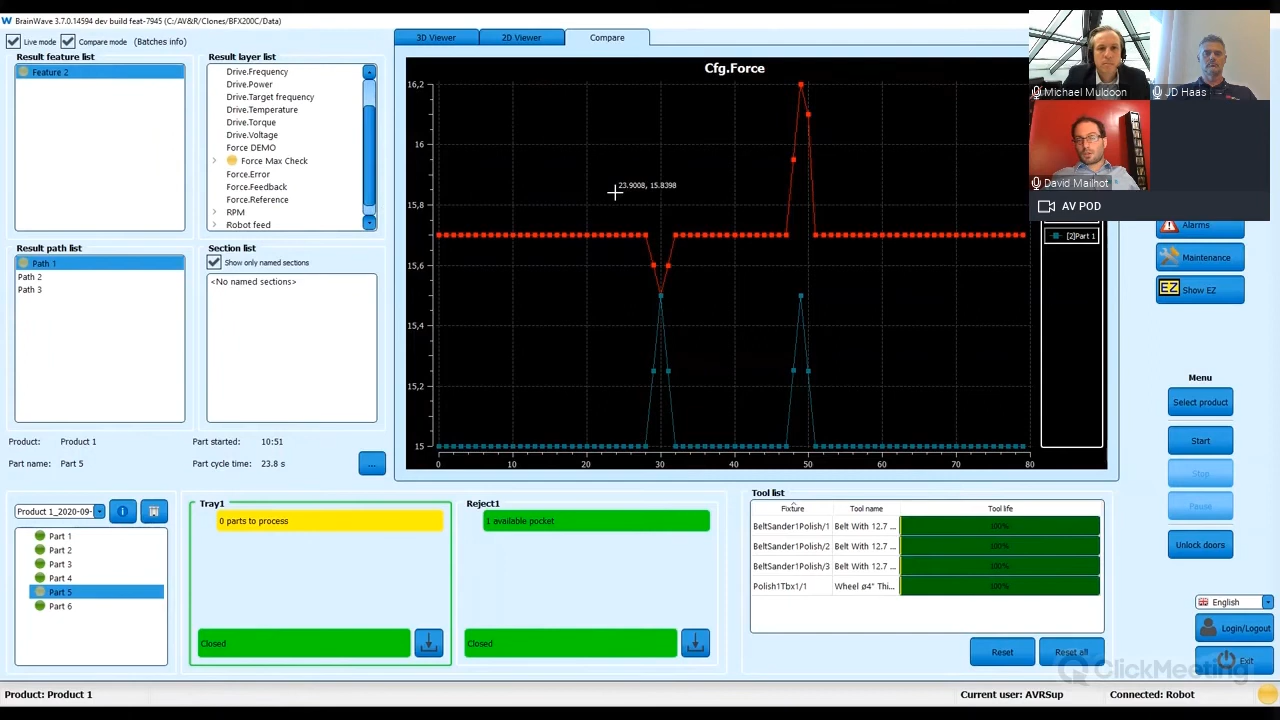 BrainWave 3.7.0.14594 dev build feat-7945 (C:/AV&R/Clones/BFX200C/Data)
Live mode
Compare mode
(Batches info)
Result feature list
Feature 2
Result layer list
Drive.Frequency
Drive.Power
Drive.Target frequency
Drive.Temperature
Drive.Torque
Drive.Voltage
Force DEMO
Force Max Check
Force.Error
Force.Feedback
Force.Reference
RPM
Robot feed
Result path list
Path 1
Path 2
Path 3
Section list
Show only named sections
<No named sections>
Product:
Product 1
Part started:
10:51
Part name:
Part 5
Part cycle time:
23.8 s
...
3D Viewer
2D Viewer
Compare
Cfg.Force
16,2
16
15,8
15,6
15,4
15,2
15
0
10
20
30
40
50
60
70
80
23.9008, 15.8398
[2]Part 1
Michael Muldoon
JD Haas
David Mailhot
AV POD
Alarms
Maintenance
EZ
Show EZ
Menu
Select product
Start
Stop
Pause
Unlock doors
English
Login/Logout
Exit
Product 1_2020-09-
Part 1
Part 2
Part 3
Part 4
Part 5
Part 6
Tray1
0 parts to process
Closed
Reject1
1 available pocket
Closed
Tool list
Fixture
Tool name
Tool life
BeltSander1Polish/1
Belt With 12.7 ...
100%
BeltSander1Polish/2
Belt With 12.7 ...
100%
BeltSander1Polish/3
Belt With 12.7 ...
100%
Polish1Tbx1/1
Wheel ø4" Thi...
100%
Reset
Reset all
ClickMeeting
Product: Product 1
Current user: AVRSup
Connected: Robot